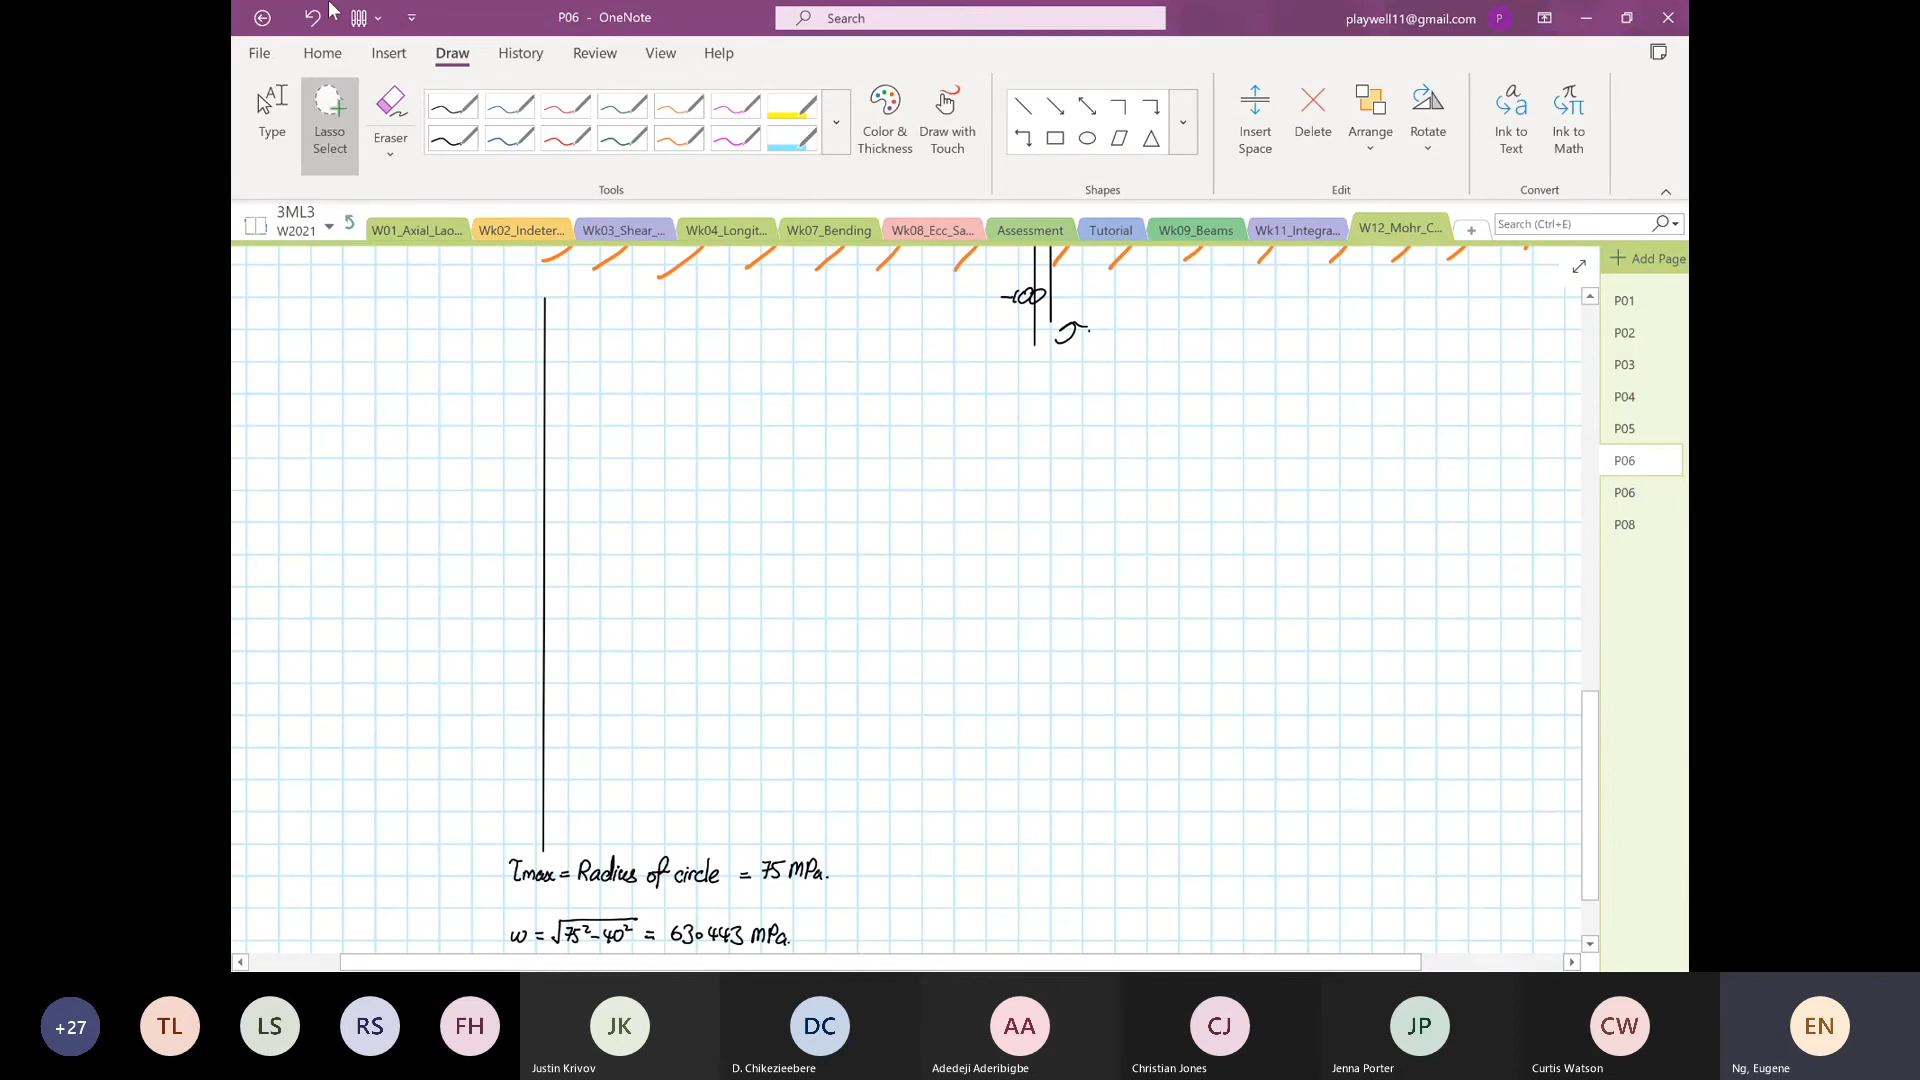 P06 - OneNote
Search
playwell11@gmail.com
P
File
Home
Insert
Draw
History
Review
View
Help
Type
Lasso Select
Eraser
Color & Thickness
Draw with Touch
Insert Space
Delete
Arrange
Rotate
Ink to Text
Ink to Math
Tools
Shapes
Edit
Convert
3ML3
W2021
W01_Axial_Lao...
Wk02_Indeter...
Wk03_Shear_...
Wk04_Longit...
Wk07_Bending
Wk08_Ecc_Sa...
Assessment
Tutorial
Wk09_Beams
Wk11_Integra...
W12_Mohr_C...
Search (Ctrl+E)
Add Page
P01
P02
P03
P04
P05
P06
P06
P08
-100
τmax = Radius of circle = 75 MPa.
w = √75²-40² = 63.443 MPa.
+27
TL
LS
RS
FH
JK
DC
AA
CJ
JP
CW
EN
Justin Krivov
D. Chikezieebere
Adedeji Aderibigbe
Christian Jones
Jenna Porter
Curtis Watson
Ng, Eugene